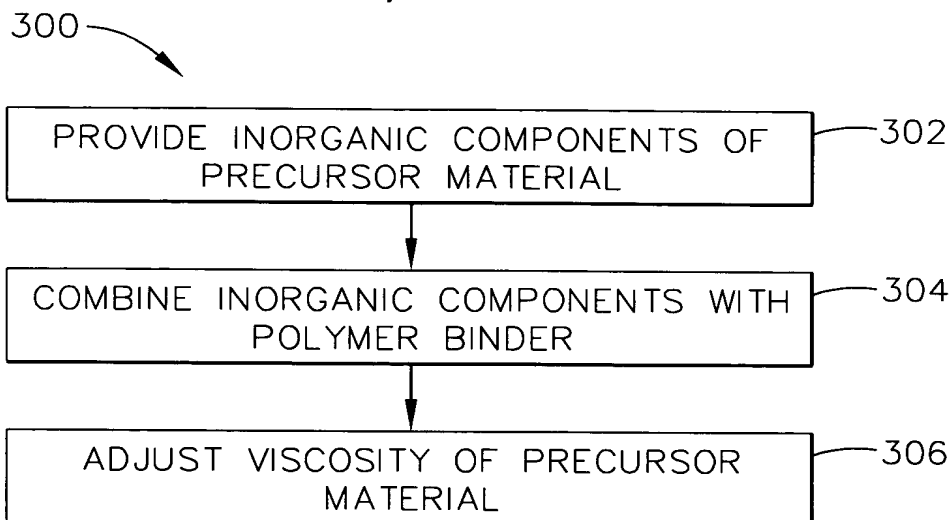 300
PROVIDE INORGANIC COMPONENTS OF
PRECURSOR MATERIAL
302
COMBINE INORGANIC COMPONENTS WITH
POLYMER BINDER
304
ADJUST VISCOSITY OF PRECURSOR
MATERIAL
306